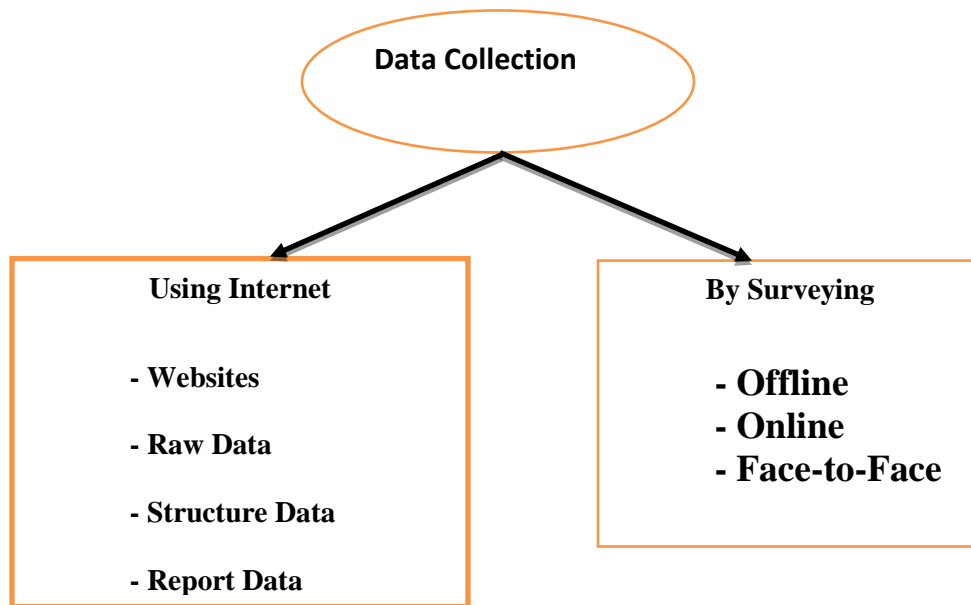 Data Collection
Using Internet
- Websites
- Raw Data
- Structure Data
- Report Data
By Surveying
- Offline
- Online
- Face-to-Face